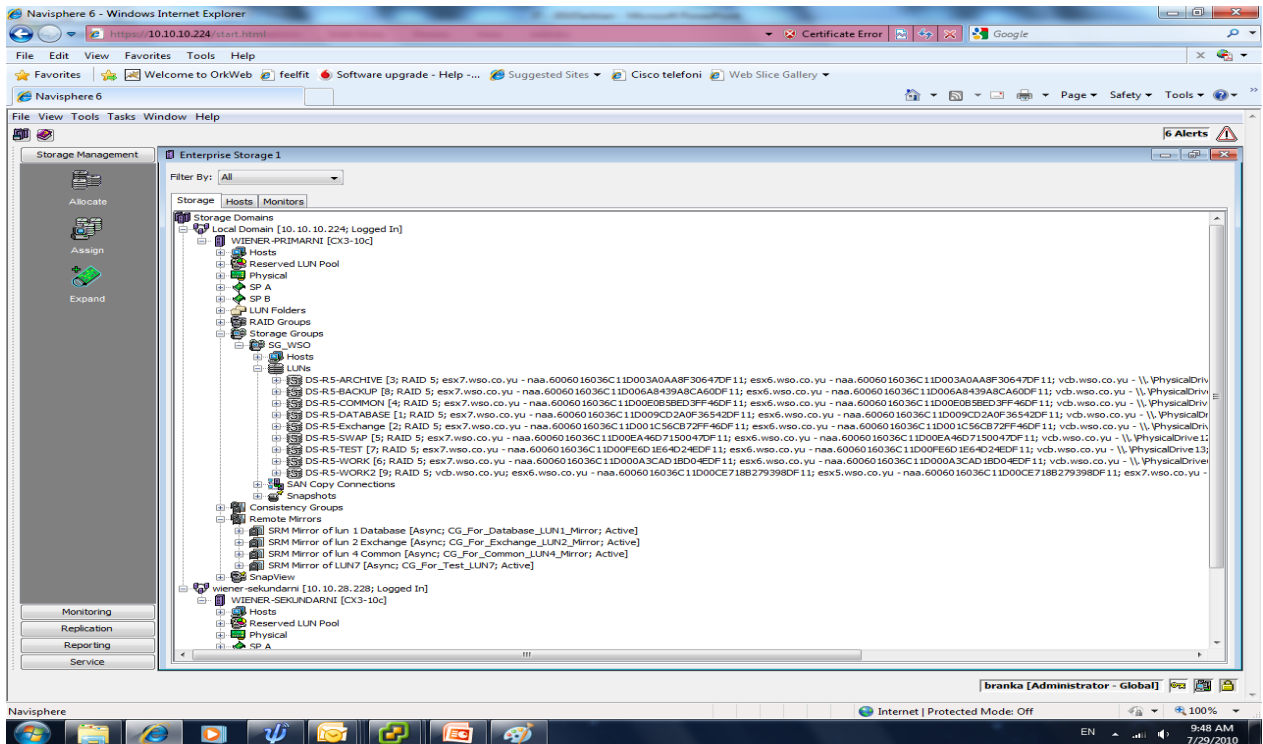 Navisphere 6 - Windows Internet Explorer
https://10.10.10.224/start.html Certificate Error Google
File Edit View Favorites Tools Help
Favorites Welcome to OrkWeb feelfit Software upgrade - Help -... Suggested Sites Cisco telefoni Web Slice Gallery
Navisphere 6 Page Safety Tools
File View Tools Tasks Window Help
6 Alerts
Storage Management Enterprise Storage 1
Filter By: All
Allocate
Storage Hosts Monitors
Storage Domains
Local Domain [10.10.10.224; Logged In]
WIENER-PRIMARNI [CX3-10c]
Assign
Hosts
Reserved LUN Pool
Physical
SP A
Expand
SP B
LUN Folders
RAID Groups
Storage Groups
SG_WSO
Hosts
LUNs
DS-R5-ARCHIVE [3; RAID 5; esx7.wso.co.yu - naa.6006016036C11D003A0AA8F30647DF11; esx6.wso.co.yu - naa.6006016036C11D003A0AA8F30647DF11; vcb.wso.co.yu - \\.\PhysicalDriv
DS-R5-BACKUP [8; RAID 5; esx7.wso.co.yu - naa.6006016036C11D006A8439A8CA60DF11; esx6.wso.co.yu - naa.6006016036C11D006A8439A8CA60DF11; vcb.wso.co.yu - \\.\PhysicalDriv
DS-R5-COMMON [4; RAID 5; esx7.wso.co.yu - naa.6006016036C11D00E0B5BED3FF46DF11; esx6.wso.co.yu - naa.6006016036C11D00E0B5BED3FF46DF11; vcb.wso.co.yu - \\.\PhysicalDriv
DS-R5-DATABASE [1; RAID 5; esx7.wso.co.yu - naa.6006016036C11D009CD2A0F36542DF11; esx6.wso.co.yu - naa.6006016036C11D009CD2A0F36542DF11; vcb.wso.co.yu - \\.\PhysicalDr
DS-R5-Exchange [2; RAID 5; esx7.wso.co.yu - naa.6006016036C11D001C56CB72FF46DF11; esx6.wso.co.yu - naa.6006016036C11D001C56CB72FF46DF11; vcb.wso.co.yu - \\.\PhysicalDriv
DS-R5-SWAP [5; RAID 5; esx7.wso.co.yu - naa.6006016036C11D00EA46D7150047DF11; esx6.wso.co.yu - naa.6006016036C11D00EA46D7150047DF11; vcb.wso.co.yu - \\.\PhysicalDrive12
DS-R5-TEST [7; RAID 5; esx7.wso.co.yu - naa.6006016036C11D00FE6D1E64D24EDF11; esx6.wso.co.yu - naa.6006016036C11D00FE6D1E64D24EDF11; vcb.wso.co.yu - \\.\PhysicalDrive13;
DS-R5-WORK [6; RAID 5; esx7.wso.co.yu - naa.6006016036C11D000A3CAD1BD04EDF11; esx6.wso.co.yu - naa.6006016036C11D000A3CAD1BD04EDF11; vcb.wso.co.yu - \\.\PhysicalDrive
DS-R5-WORK2 [9; RAID 5; vcb.wso.co.yu; esx6.wso.co.yu - naa.6006016036C11D00CE718B279398DF11; esx5.wso.co.yu - naa.6006016036C11D00CE718B279398DF11; esx7.wso.co.yu -
SAN Copy Connections
Snapshots
Consistency Groups
Remote Mirrors
SRM Mirror of lun 1 Database [Async; CG_For_Database_LUN1_Mirror; Active]
SRM Mirror of lun 2 Exchange [Async; CG_For_Exchange_LUN2_Mirror; Active]
SRM Mirror of lun 4 Common [Async; CG_For_Common_LUN4_Mirror; Active]
SRM Mirror of LUN7 [Async; CG_For_Test_LUN7; Active]
SnapView
wiener-sekundarni [10.10.28.228; Logged In]
WIENER-SEKUNDARNI [CX3-10c]
Hosts
Reserved LUN Pool
Physical
SP A
Monitoring
Replication
Reporting
Service
branka [Administrator - Global]
Navisphere Internet | Protected Mode: Off 100%
EN 9:48 AM
7/29/2010